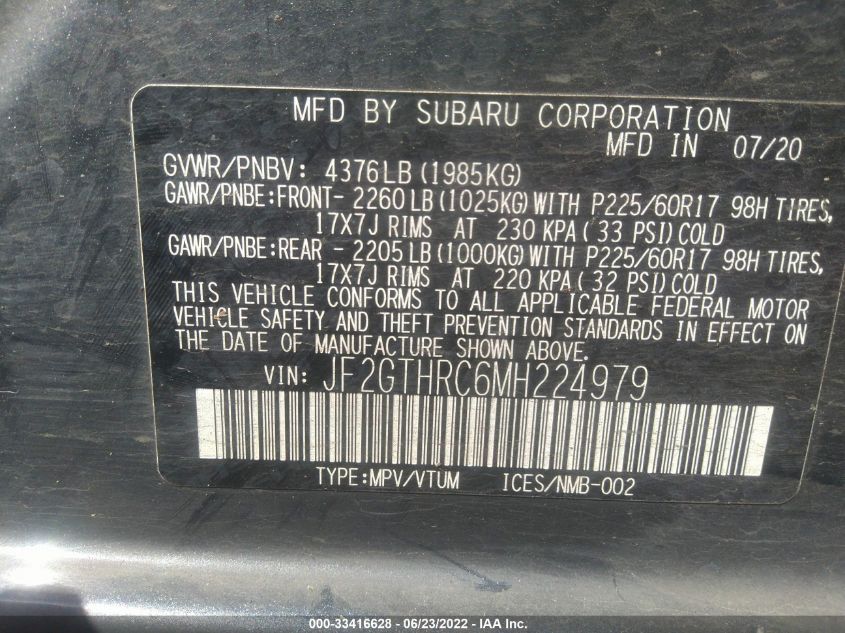 MFD BY SUBARU CORPORATION
MFD IN 07/20
GVWR/PNBV: 4376LB (1985KG)
GAWR/PNBE:FRONT- 2260LB (1025KG) WITH P225/60R17 98H TIRES,
17X7J RIMS AT 230 KPA (33 PSI) COLD
GAWR/PNBE:REAR - 2205LB (1000KG) WITH P225/60R17 98H TIRES,
17X7J RIMS AT 220 KPA (32 PSI) COLD
THIS VEHICLE CONFORMS TO ALL APPLICABLE FEDERAL MOTOR
VEHICLE SAFETY AND THEFT PREVENTION STANDARDS IN EFFECT ON
THE DATE OF MANUFACTURE SHOWN ABOVE.
VIN: JF2GTHRC6MH224979
TYPE:MPV/VTUM ICES/NMB-002
000-33416628 - 06/23/2022 - IAA Inc.